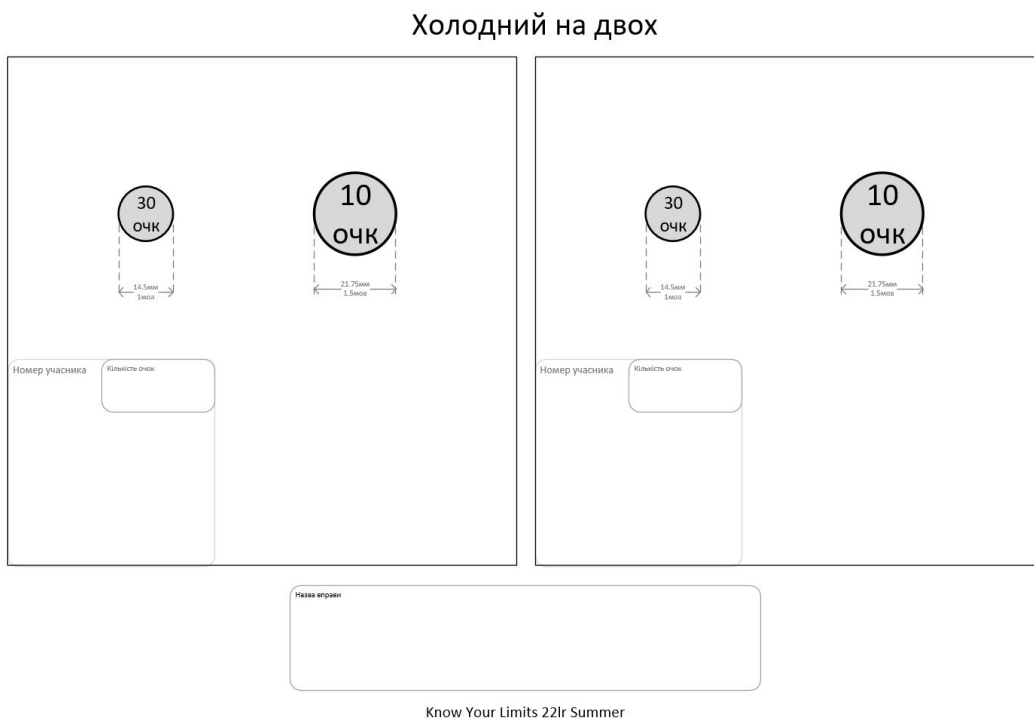 Холодний на двох
30
очк
10
очк
30
очк
10
очк
14.5мм
1моа
21.75мм
1.5моа
14.5мм
1моа
21.75мм
1.5моа
Номер учасника
Кількість очок
Номер учасника
Кількість очок
Назва вправи
Know Your Limits 22lr Summer